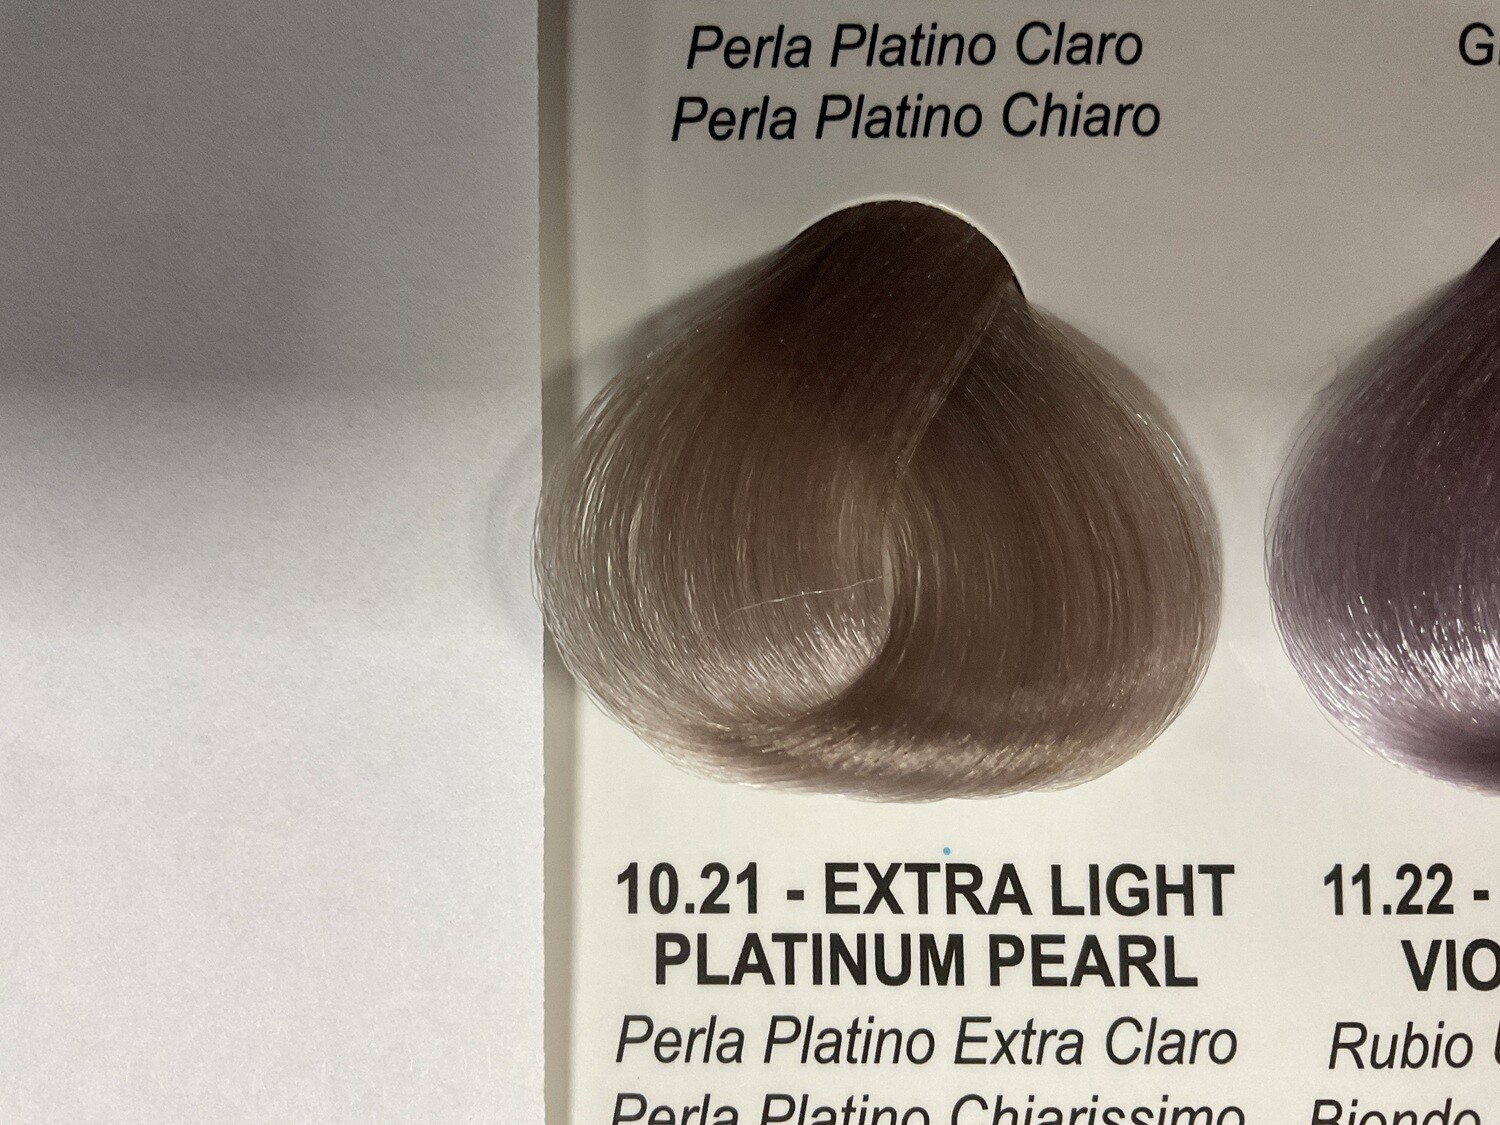 Perla Platino Claro
Perla Platino Chiaro
10.21 - EXTRA LIGHT
PLATINUM PEARL
Perla Platino Extra Claro
Perla Platino Chiarissimo
11.22 -
Rubio
Biondo